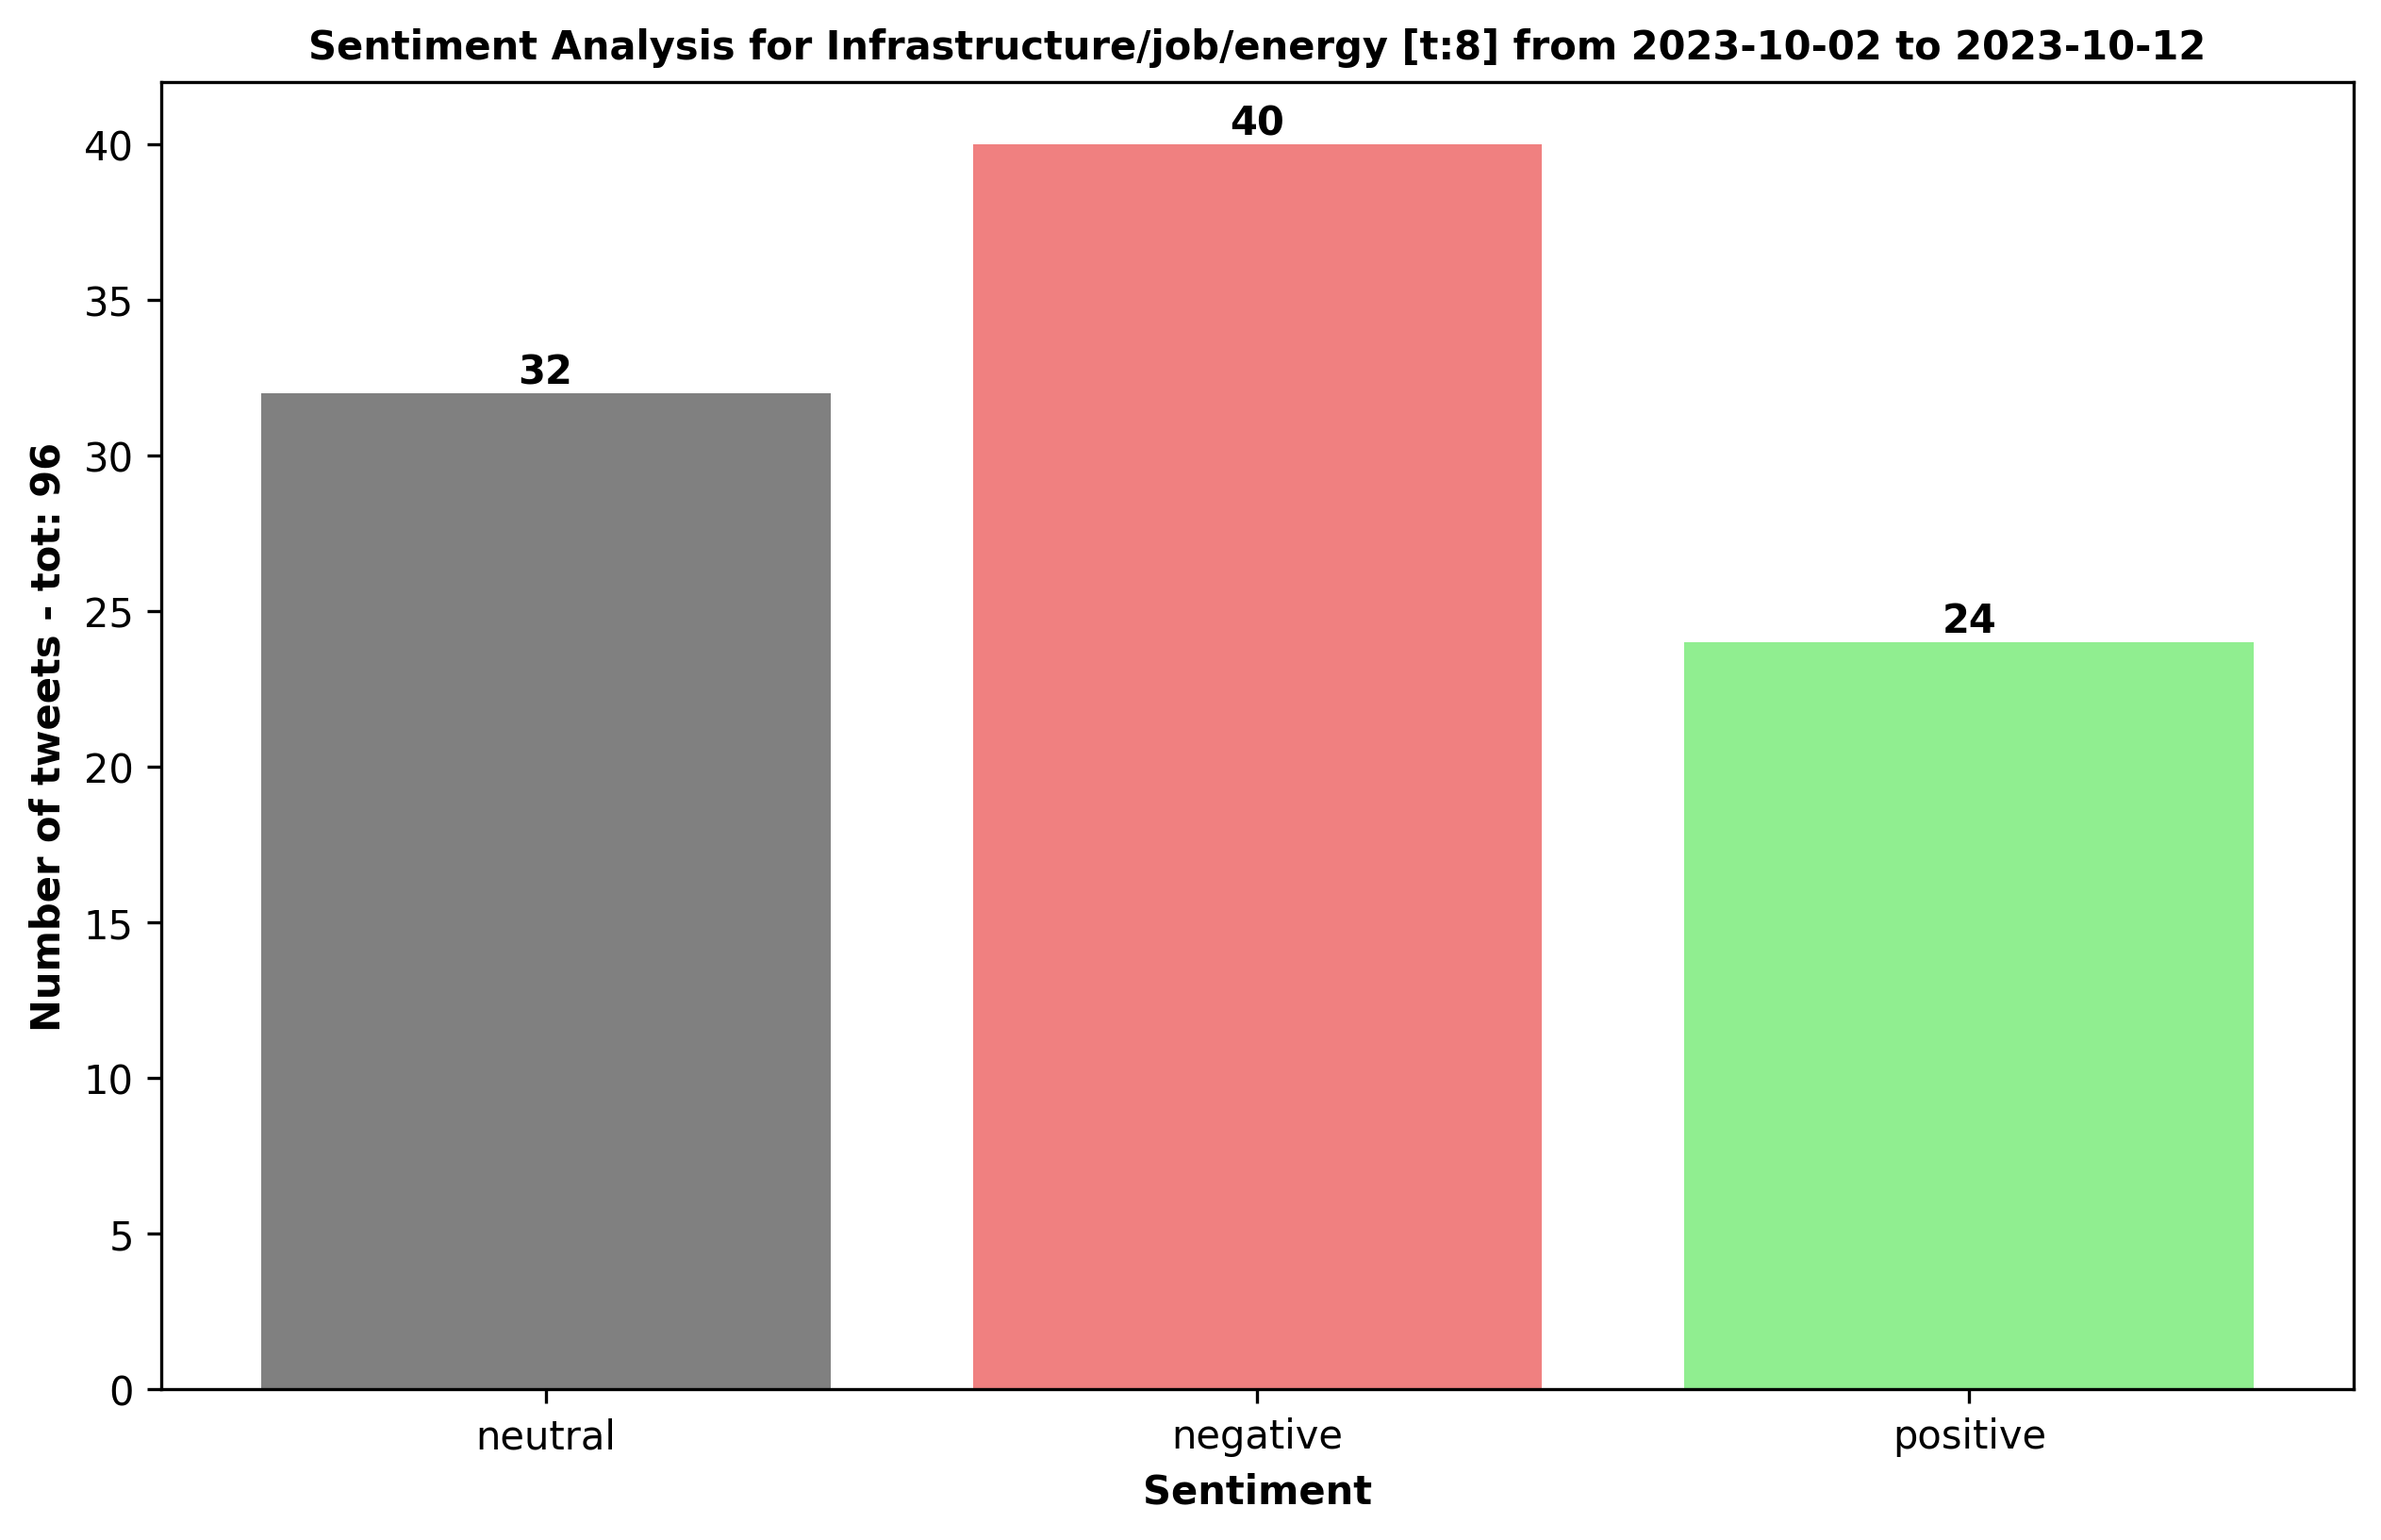 Sentiment Analysis for Infrastructure/job/energy [t:8] from 2023-10-02 to 2023-10-12
Number of tweets - tot: 96
40
35
30
25
20
15
10
5
0
32
40
24
neutral
negative
positive
Sentiment